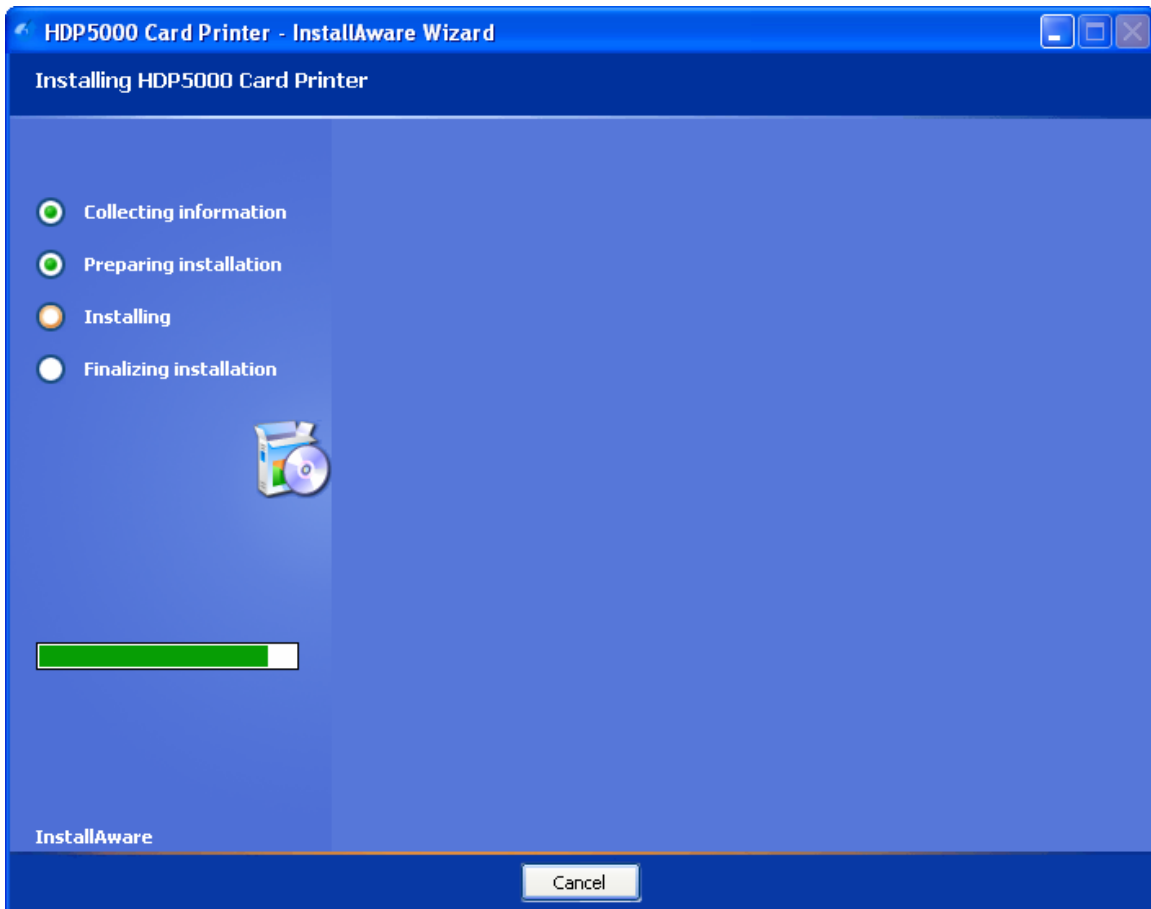 HDP5000 Card Printer - InstallAware Wizard
Installing HDP5000 Card Printer
Collecting information
Preparing installation
Installing
Finalizing installation
InstallAware
Cancel